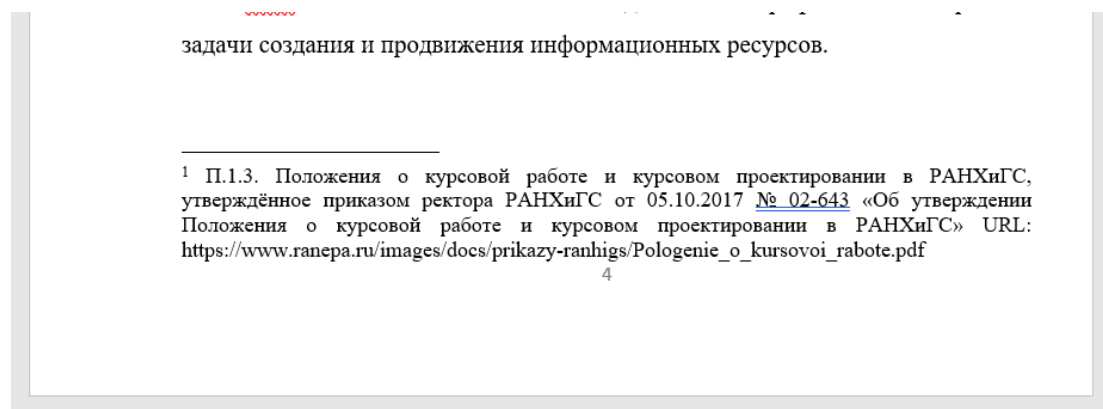 задачи создания и продвижения информационных ресурсов.
1 П.1.3. Положения о курсовой работе и курсовом проектировании в РАНХиГС,
утверждённое приказом ректора РАНХиГС от 05.10.2017 № 02-643 «Об утверждении
Положения о курсовой работе и курсовом проектировании в РАНХиГС» URL:
https://www.ranepa.ru/images/docs/prikazy-ranhigs/Pologenie_o_kursovoi_rabote.pdf
4